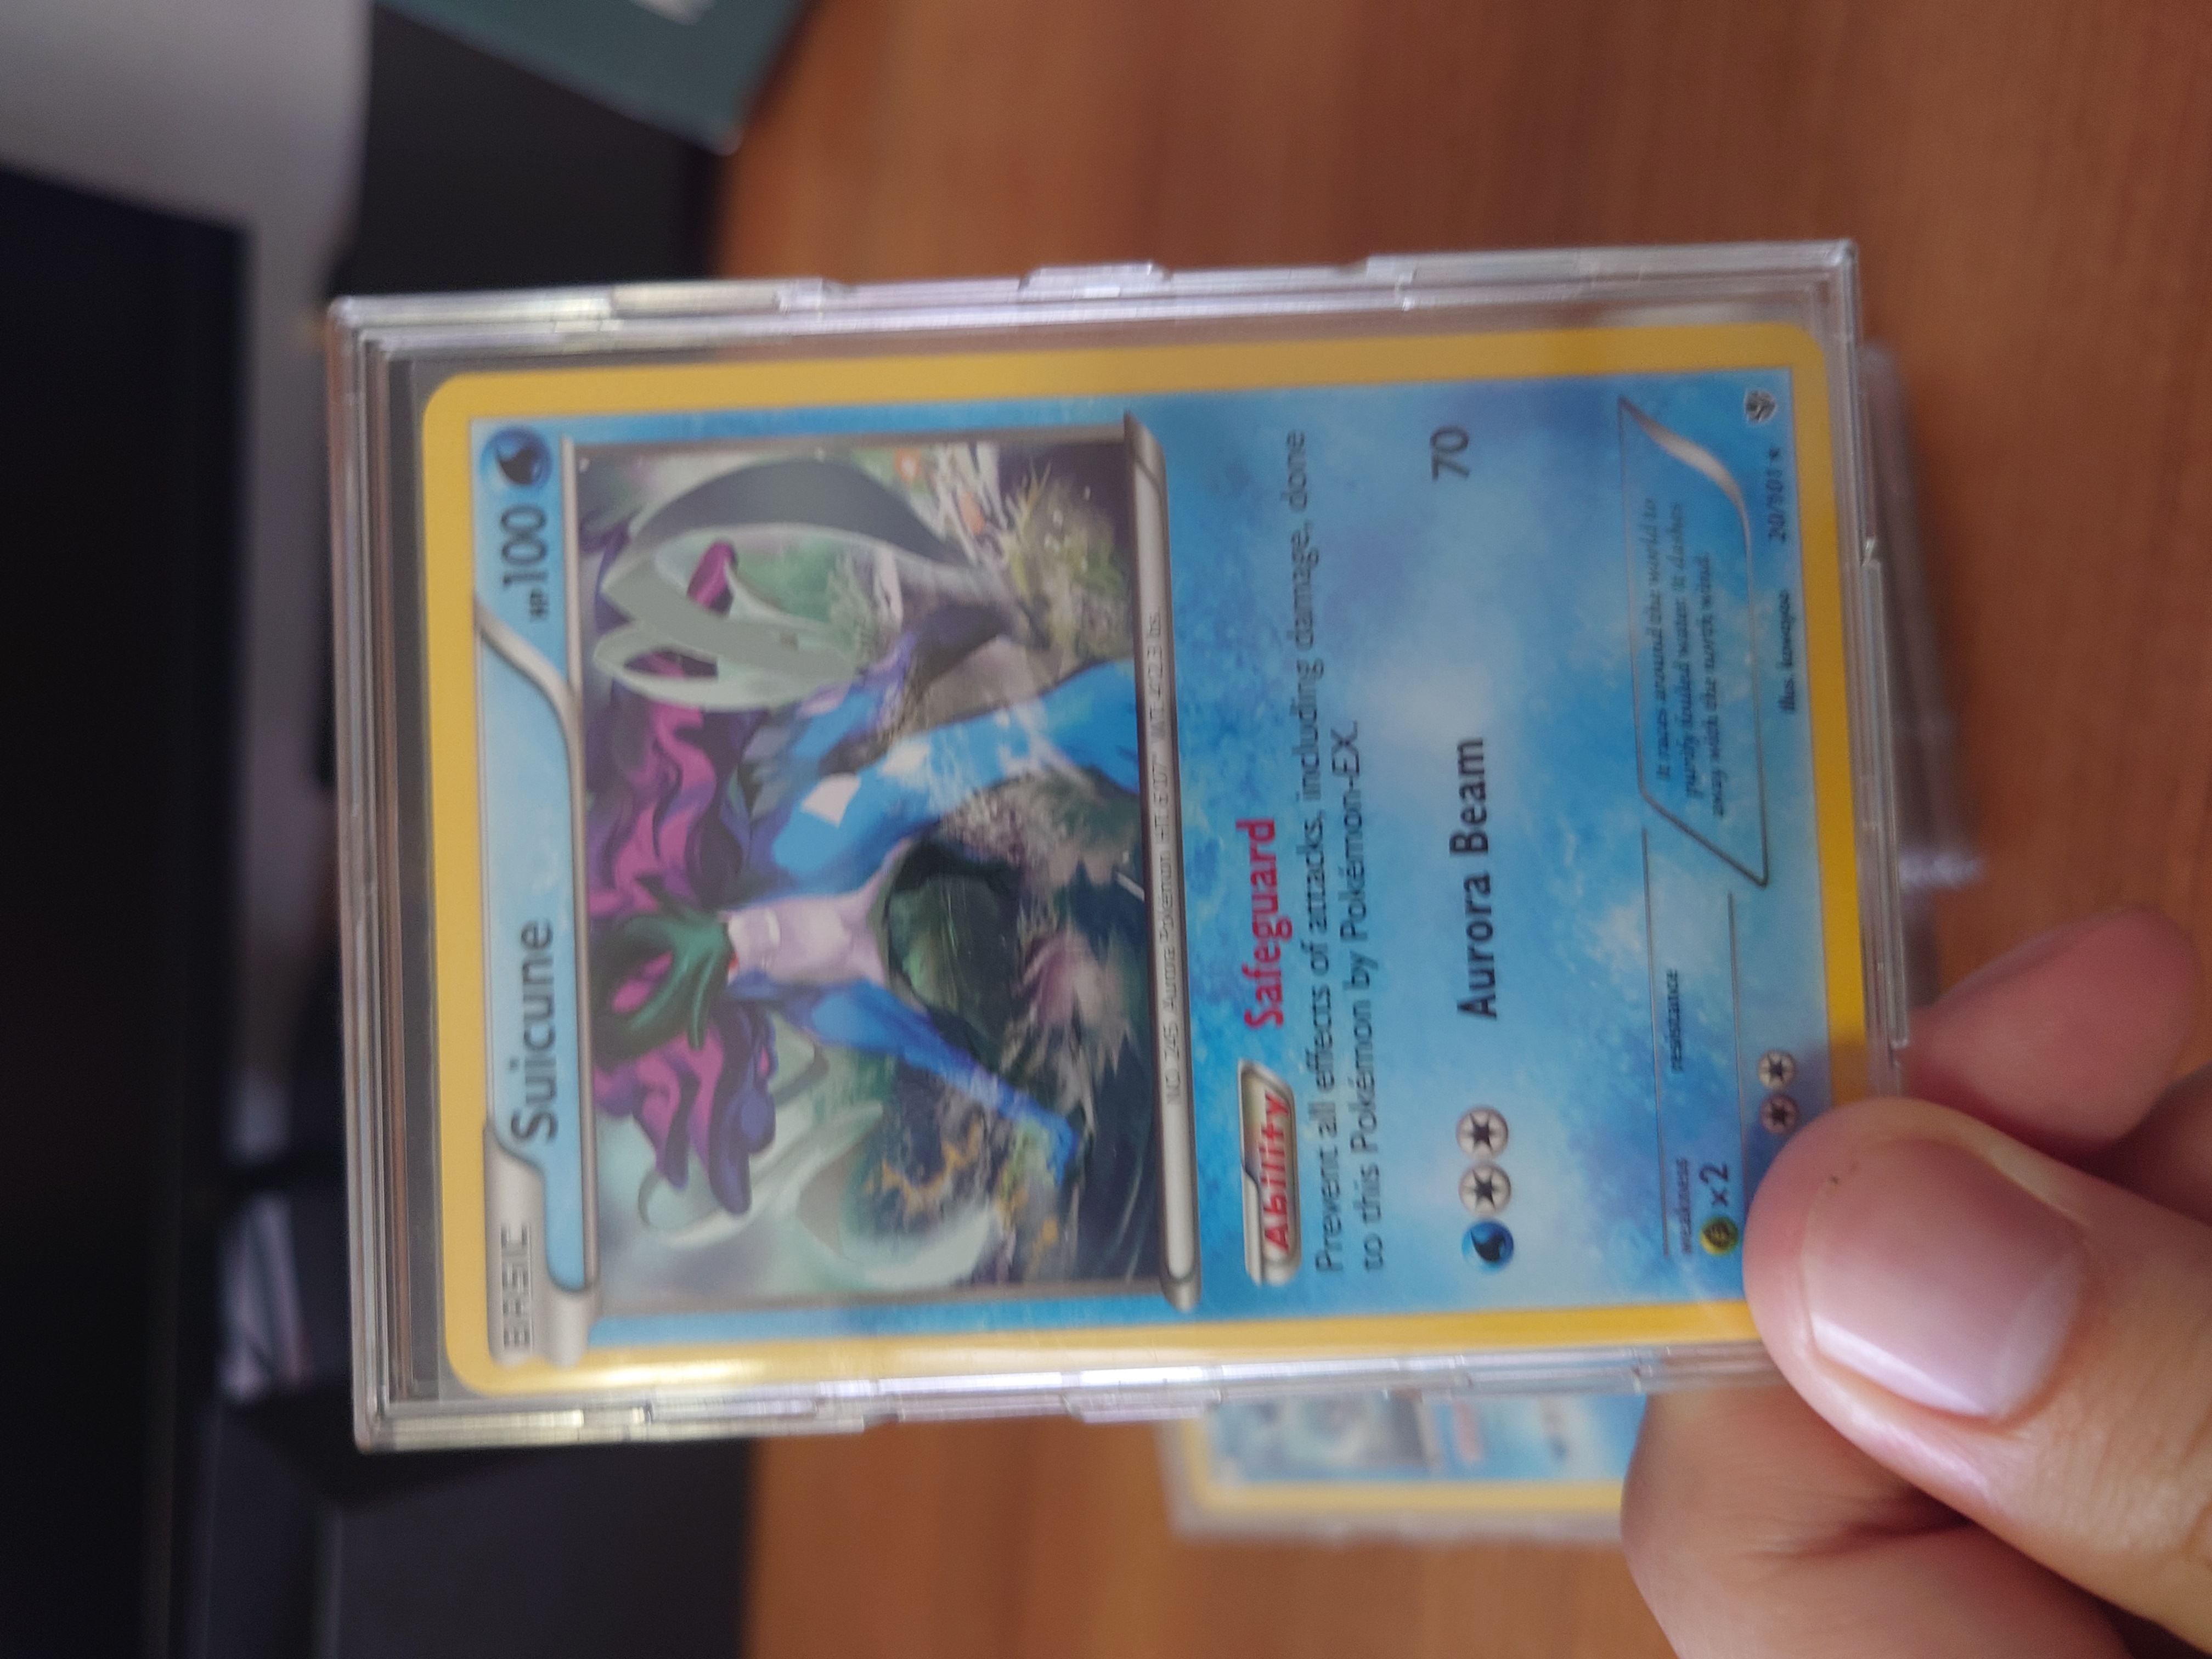 BASIC
Suicune
HP100
NO. 245 Aurora Pokémon HT: 6'07" WT: 412.3 lbs.
Ability Safeguard
Prevent all effects of attacks, including damage, done
to this Pokémon by Pokémon-EX.
Aurora Beam 70
weakness resistance
×2
It races around the world to
purify fouled water. It dashes
away with the north wind.
Illus. kawayoo 20/101 ★